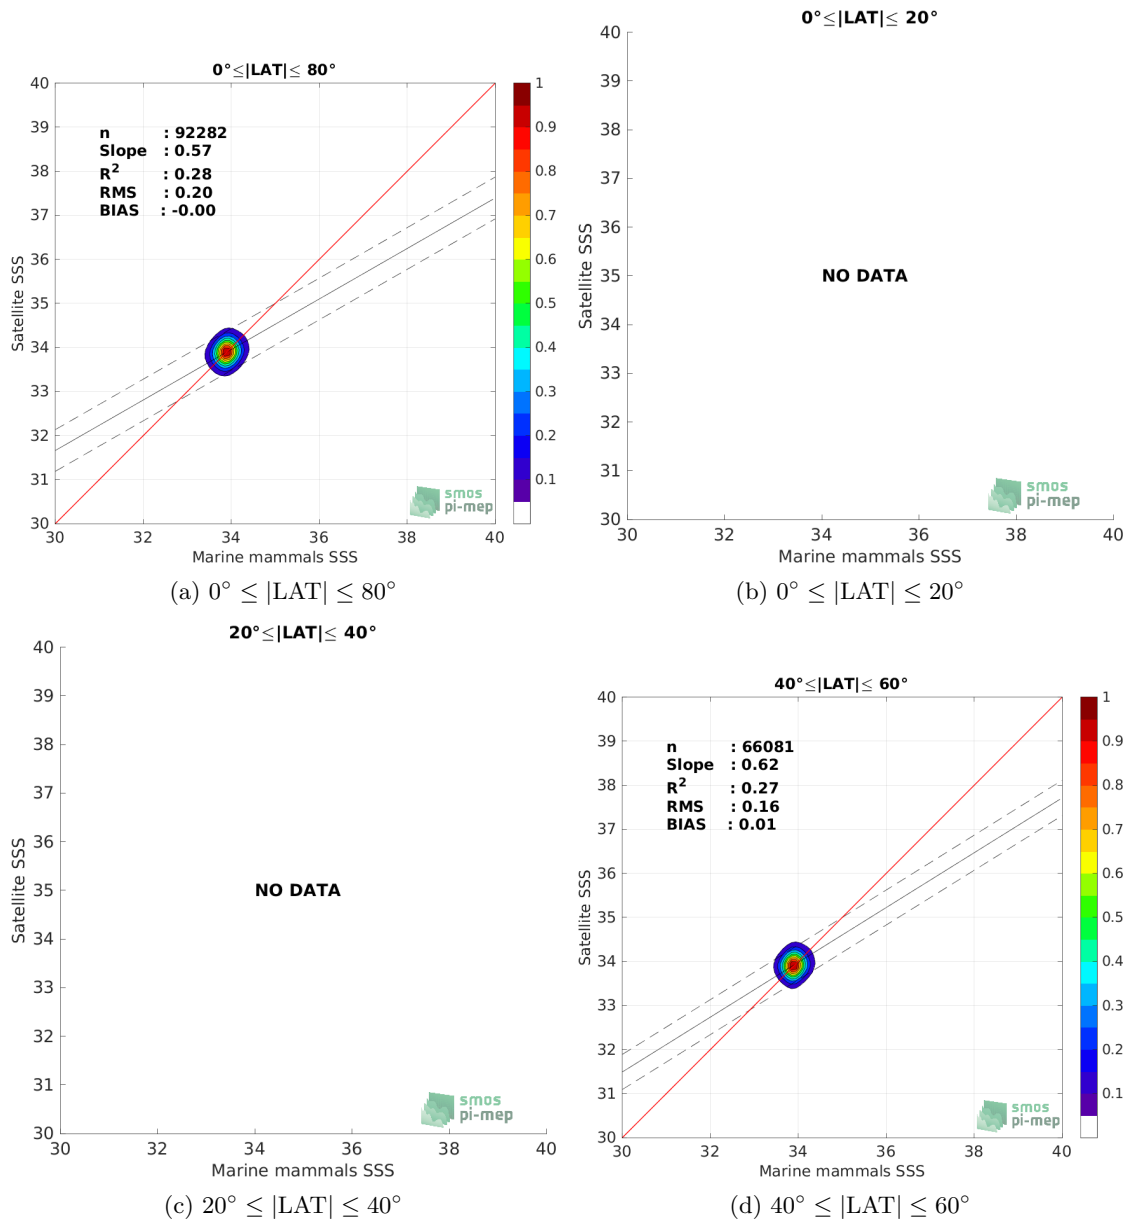 0°≤|LAT|≤ 80°
40
39
38
37
36
35
34
33
32
31
30
Satellite SSS
n : 92282
Slope : 0.57
R² : 0.28
RMS : 0.20
BIAS : -0.00
smos
pi-mep
30 32 34 36 38 40
Marine mammals SSS
1
0.9
0.8
0.7
0.6
0.5
0.4
0.3
0.2
0.1
(a) 0° ≤ |LAT| ≤ 80°
0°≤|LAT|≤ 20°
40
39
38
37
36
35
34
33
32
31
30
Satellite SSS
NO DATA
smos
pi-mep
30 32 34 36 38 40
Marine mammals SSS
(b) 0° ≤ |LAT| ≤ 20°
20°≤|LAT|≤ 40°
40
39
38
37
36
35
34
33
32
31
30
Satellite SSS
NO DATA
smos
pi-mep
30 32 34 36 38 40
Marine mammals SSS
(c) 20° ≤ |LAT| ≤ 40°
40°≤|LAT|≤ 60°
40
39
38
37
36
35
34
33
32
31
30
Satellite SSS
n : 66081
Slope : 0.62
R² : 0.27
RMS : 0.16
BIAS : 0.01
smos
pi-mep
30 32 34 36 38 40
Marine mammals SSS
1
0.9
0.8
0.7
0.6
0.5
0.4
0.3
0.2
0.1
(d) 40° ≤ |LAT| ≤ 60°